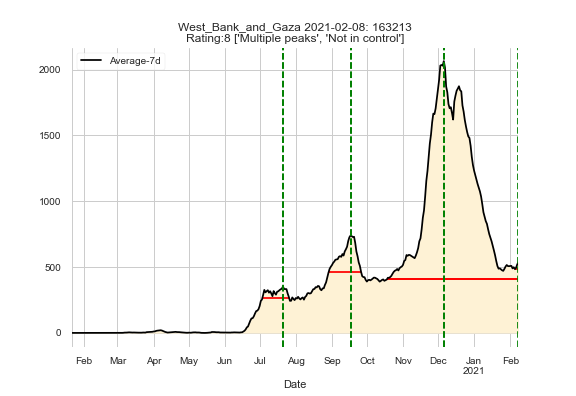 West_Bank_and_Gaza 2021-02-08: 163213
Rating:8 ['Multiple peaks', 'Not in control']
Average-7d
2000
1500
1000
500
0
Feb Mar Apr May Jun Jul Aug Sep Oct Nov Dec Jan Feb
2021
Date